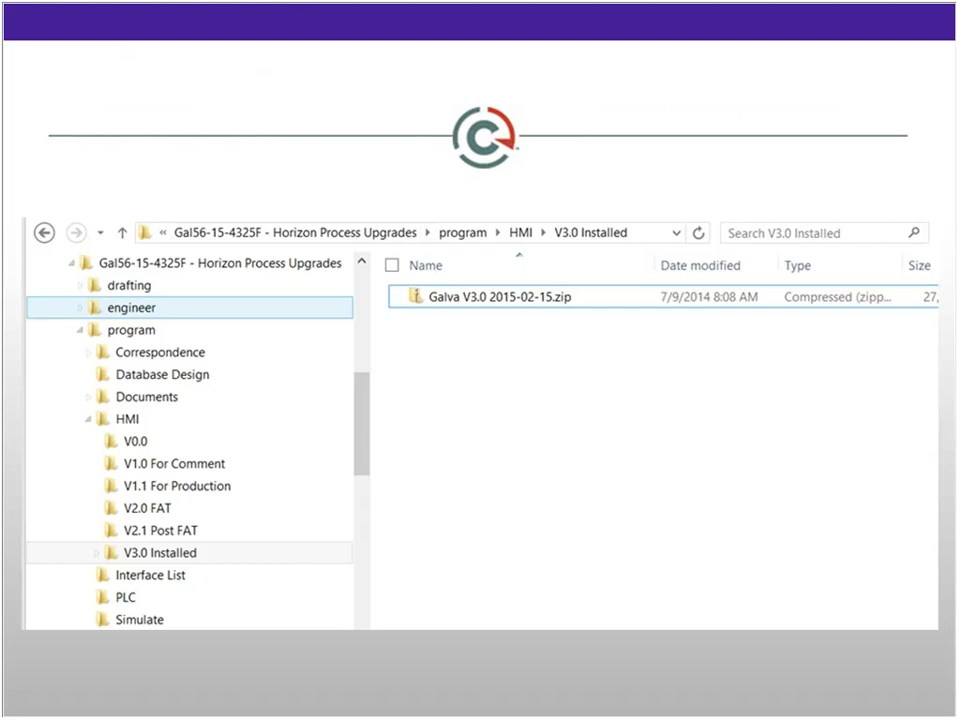 « Gal56-15-4325F - Horizon Process Upgrades program HMI V3.0 Installed Search V3.0 Installed
Gal56-15-4325F - Horizon Process Upgrades
drafting
engineer
program
Correspondence
Database Design
Documents
HMI
V0.0
V1.0 For Comment
V1.1 For Production
V2.0 FAT
V2.1 Post FAT
V3.0 Installed
Interface List
PLC
Simulate
Name Date modified Type Size
Galva V3.0 2015-02-15.zip 7/9/2014 8:08 AM Compressed (zipp... 27,